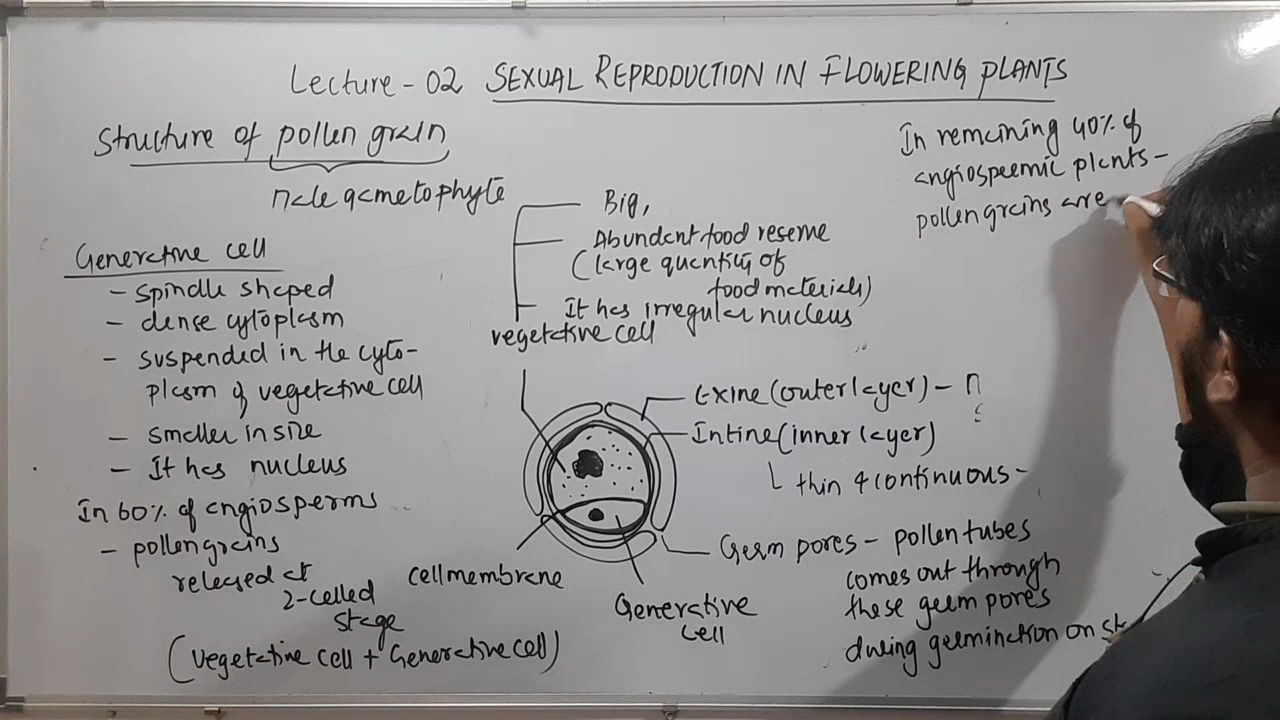 Lecture - 02 SEXUAL REPRODUCTION IN FLOWERING PLANTS
Structure of pollen grain
male gametophyte
Generative cell
- spindle shaped
- dense cytoplasm
- suspended in the cyto-
plasm of vegetative cell
- smaller in size
- It has nucleus
In 60% of angiosperms
- pollengrains
released at
2-celled
stage
(vegetative cell + Generative cell)
Big,
Abundant food reserve
(large quantity of
food materials)
It has irregular nucleus
vegetative cell
Exine (outer layer) - 
Intine (inner layer)
thin & continuous -
Germ pores - pollen tubes
comes out through
these germ pores
during germination on
cellmembrane
Generative
cell
In remaining 40% of
angiospermic plants -
pollengrains are